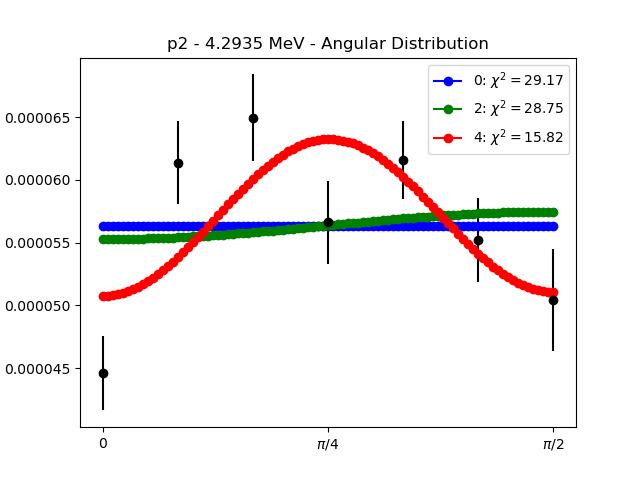 p2 - 4.2935 MeV - Angular Distribution
0: χ² = 29.17
2: χ² = 28.75
4: χ² = 15.82
0.000065
0.000060
0.000055
0.000050
0.000045
0
π/4
π/2